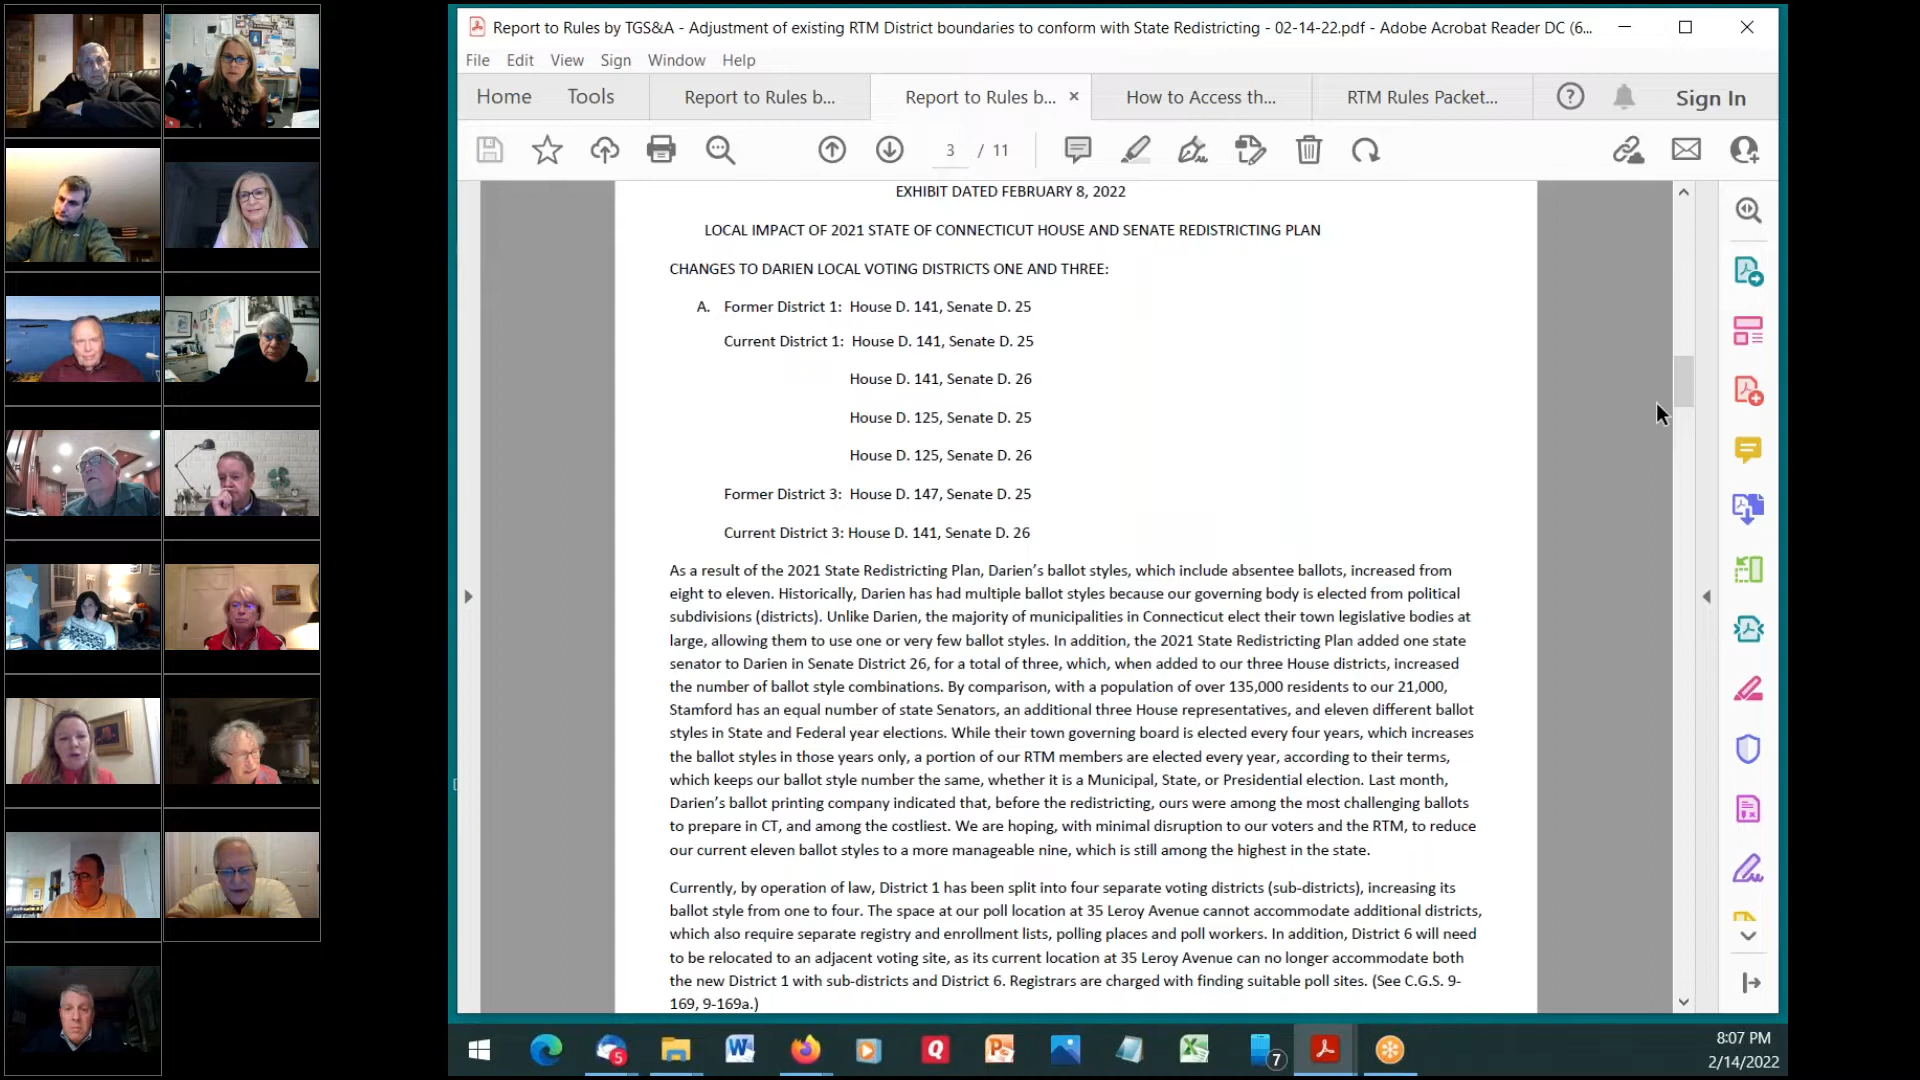 Report to Rules by TGS&A - Adjustment of existing RTM District boundaries to conform with State Redistricting - 02-14-22.pdf - Adobe Acrobat Reader DC (6...
File Edit View Sign Window Help
Home Tools Report to Rules b... Report to Rules b... × How to Access th... RTM Rules Packet... Sign In
3 / 11
EXHIBIT DATED FEBRUARY 8, 2022
LOCAL IMPACT OF 2021 STATE OF CONNECTICUT HOUSE AND SENATE REDISTRICTING PLAN
CHANGES TO DARIEN LOCAL VOTING DISTRICTS ONE AND THREE:
A. Former District 1: House D. 141, Senate D. 25
Current District 1: House D. 141, Senate D. 25
House D. 141, Senate D. 26
House D. 125, Senate D. 25
House D. 125, Senate D. 26
Former District 3: House D. 147, Senate D. 25
Current District 3: House D. 141, Senate D. 26
As a result of the 2021 State Redistricting Plan, Darien's ballot styles, which include absentee ballots, increased from
eight to eleven. Historically, Darien has had multiple ballot styles because our governing body is elected from political
subdivisions (districts). Unlike Darien, the majority of municipalities in Connecticut elect their town legislative bodies at
large, allowing them to use one or very few ballot styles. In addition, the 2021 State Redistricting Plan added one state
senator to Darien in Senate District 26, for a total of three, which, when added to our three House districts, increased
the number of ballot style combinations. By comparison, with a population of over 135,000 residents to our 21,000,
Stamford has an equal number of state Senators, an additional three House representatives, and eleven different ballot
styles in State and Federal year elections. While their town governing board is elected every four years, which increases
the ballot styles in those years only, a portion of our RTM members are elected every year, according to their terms,
which keeps our ballot style number the same, whether it is a Municipal, State, or Presidential election. Last month,
Darien's ballot printing company indicated that, before the redistricting, ours were among the most challenging ballots
to prepare in CT, and among the costliest. We are hoping, with minimal disruption to our voters and the RTM, to reduce
our current eleven ballot styles to a more manageable nine, which is still among the highest in the state.
Currently, by operation of law, District 1 has been split into four separate voting districts (sub-districts), increasing its
ballot style from one to four. The space at our poll location at 35 Leroy Avenue cannot accommodate additional districts,
which also require separate registry and enrollment lists, polling places and poll workers. In addition, District 6 will need
to be relocated to an adjacent voting site, as its current location at 35 Leroy Avenue can no longer accommodate both
the new District 1 with sub-districts and District 6. Registrars are charged with finding suitable poll sites. (See C.G.S. 9-
169, 9-169a.)
5
7
8:07 PM
2/14/2022